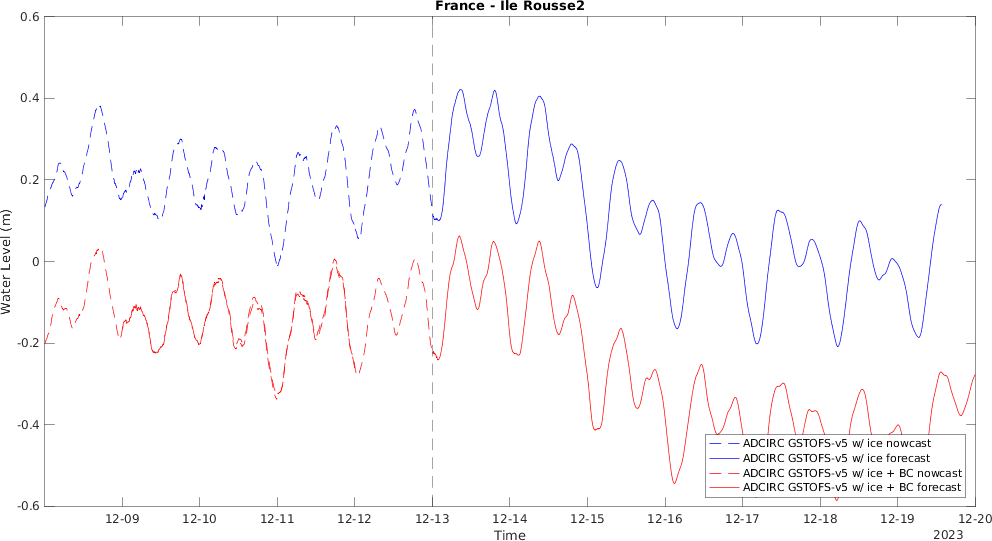 France - Ile Rousse2
Water Level (m)
0.6
0.4
0.2
0
-0.2
-0.4
-0.6
ADCIRC GSTOFS-v5 w/ ice nowcast
ADCIRC GSTOFS-v5 w/ ice forecast
ADCIRC GSTOFS-v5 w/ ice + BC nowcast
ADCIRC GSTOFS-v5 w/ ice + BC forecast
12-09 12-10 12-11 12-12 12-13 12-14 12-15 12-16 12-17 12-18 12-19 12-20
Time
2023